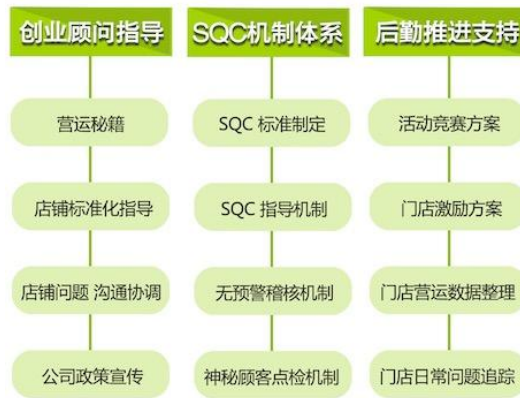 创业顾问指导
营运秘籍
店铺标准化指导
店铺问题 沟通协调
公司政策宣传
SQC机制体系
SQC 标准制定
SQC 指导机制
无预警稽核机制
神秘顾客点检机制
后勤推进支持
活动竞赛方案
门店激励方案
门店营运数据整理
门店日常问题追踪